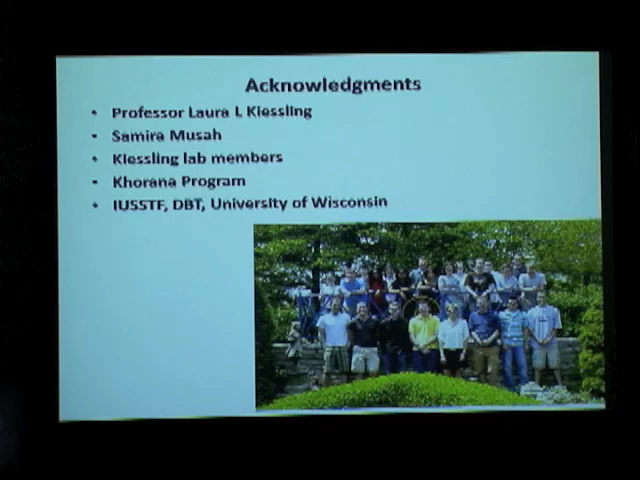 Acknowledgments
• Professor Laura L Kiessling
• Samira Musah
• Kiessling lab members
• Khorana Program
• IUSSTF, DBT, University of Wisconsin